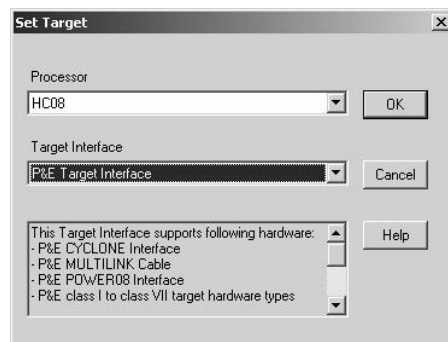 Set Target
Processor
HC08
OK
Target Interface
P&E Target Interface
Cancel
This Target Interface supports following hardware:
- P&E CYCLONE Interface
- P&E MULTILINK Cable
- P&E POWER08 Interface
- P&E class I to class VII target hardware types
Help